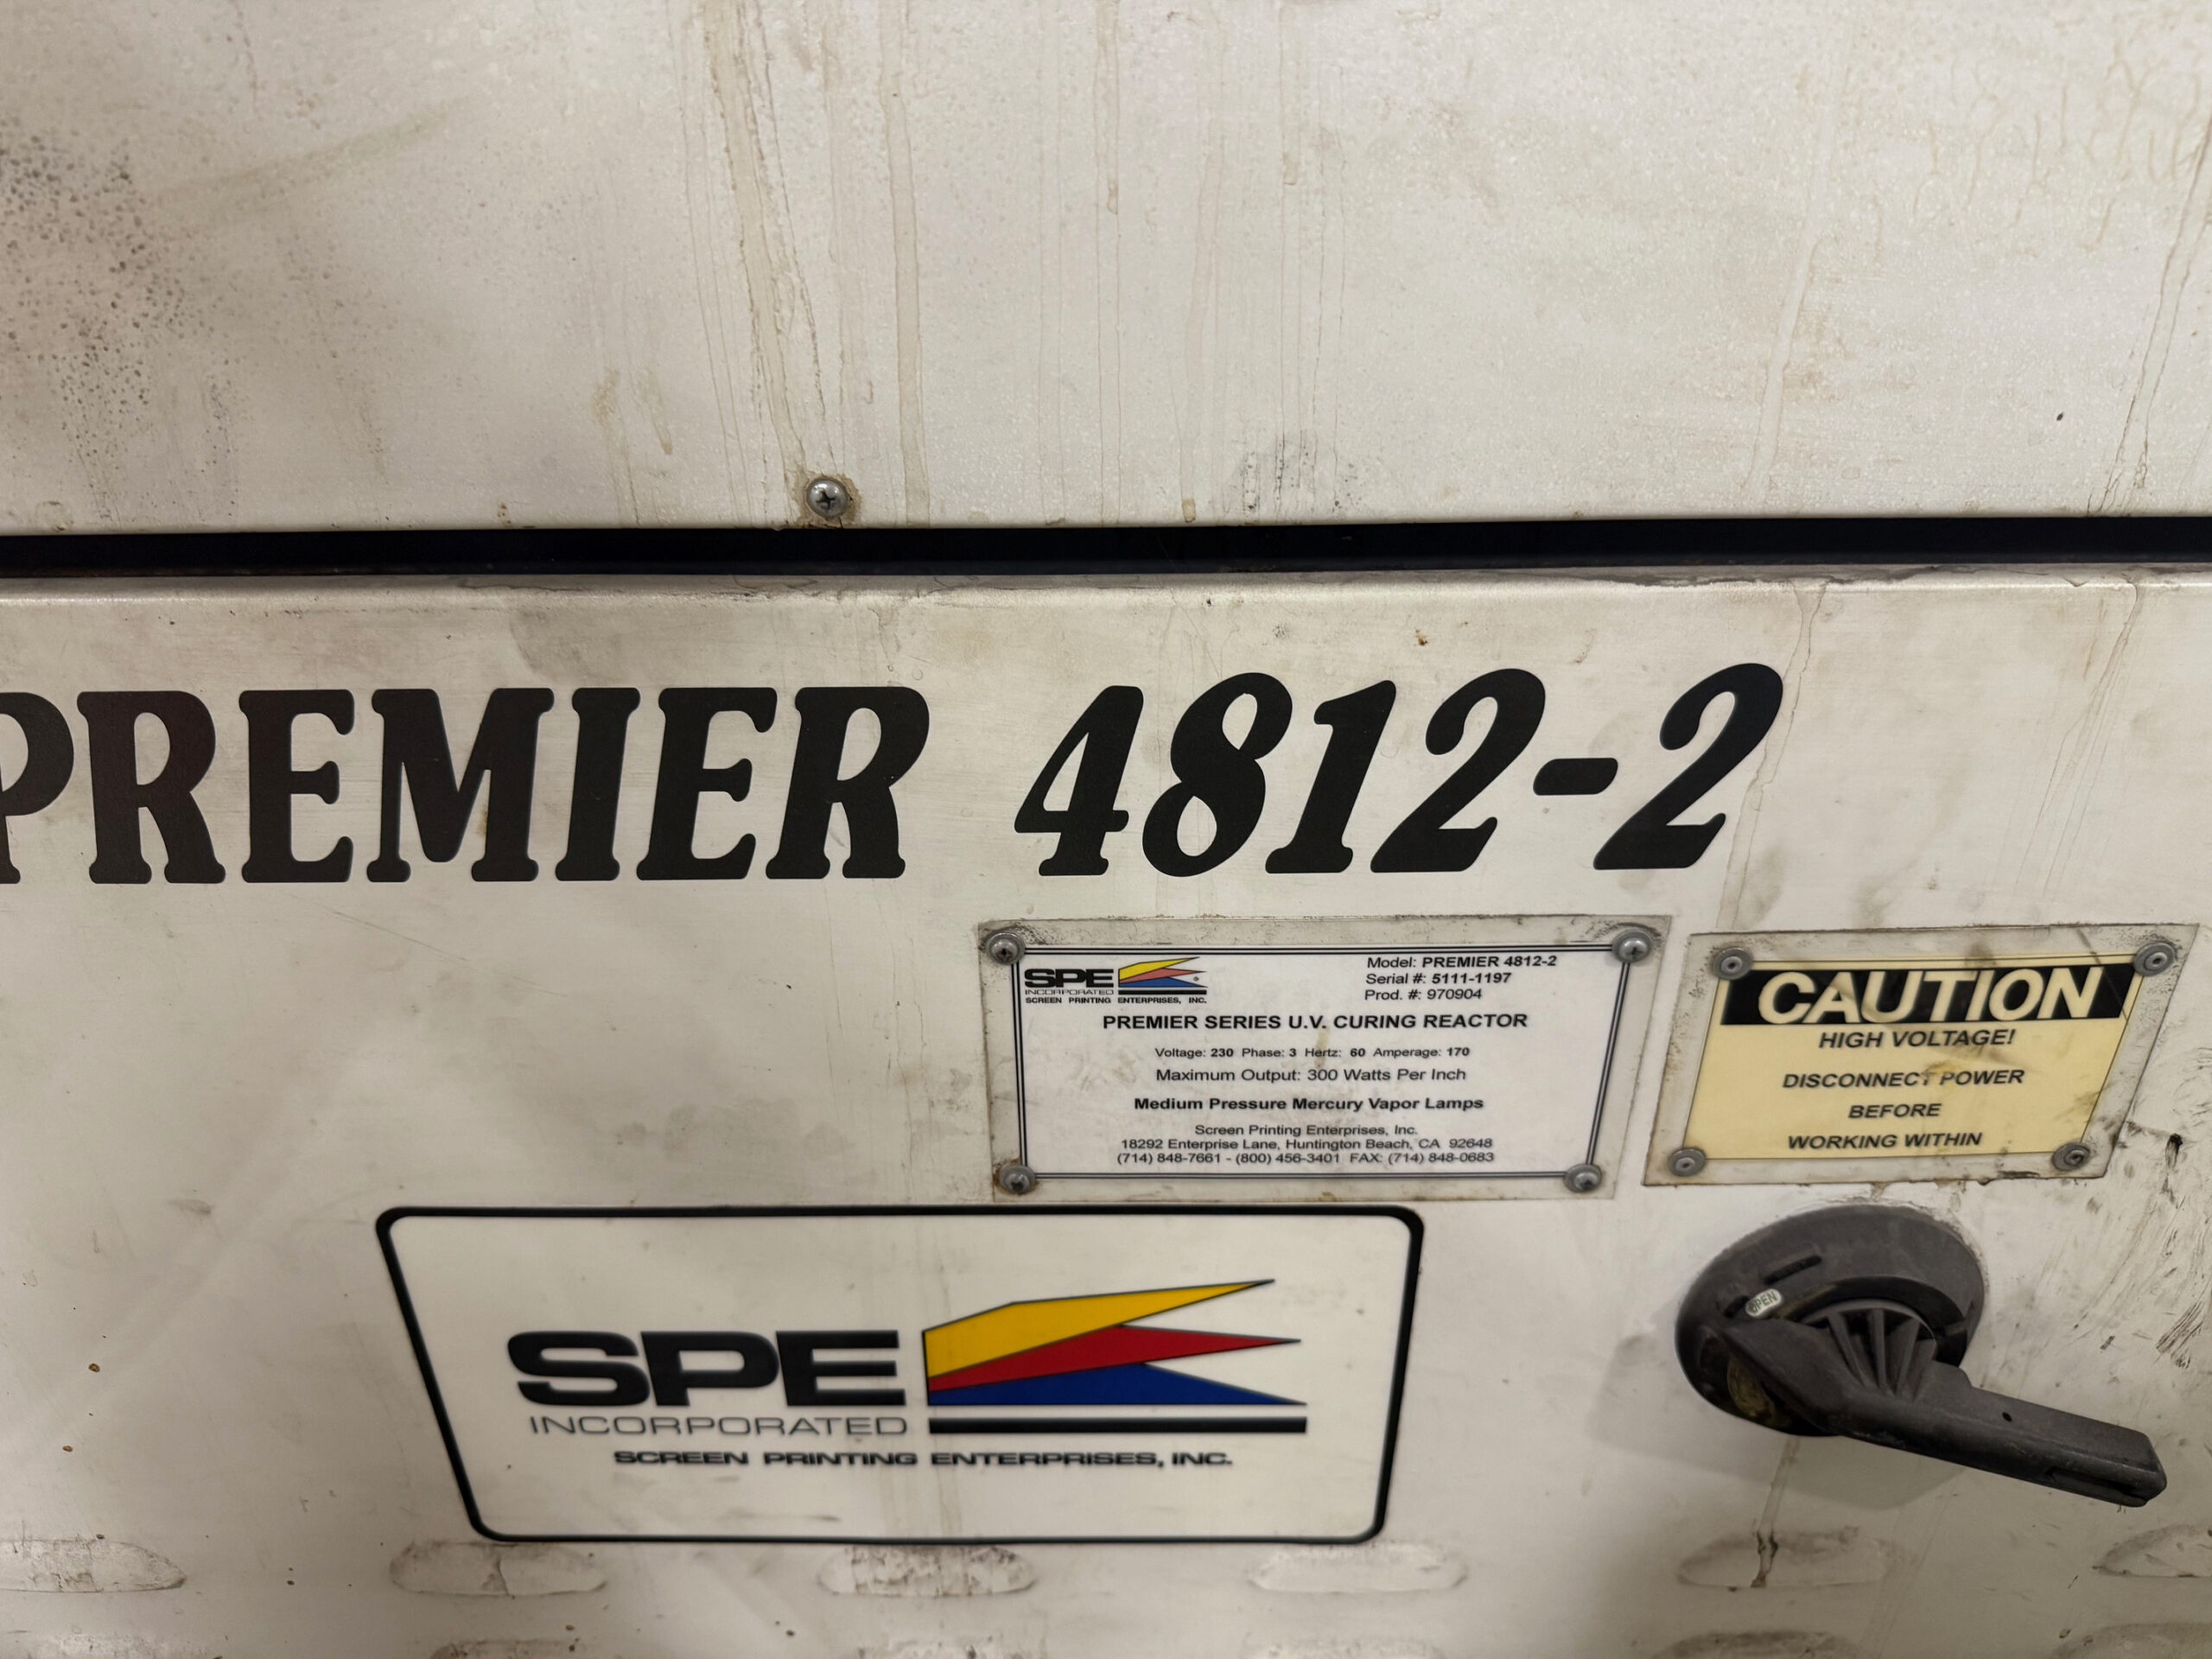 PREMIER 4812-2
SPE
INCORPORATED
SCREEN PRINTING ENTERPRISES, INC.
Model: PREMIER 4812-2
Serial #: 5111-1197
Prod. #: 970904
PREMIER SERIES U.V. CURING REACTOR
Voltage: 230 Phase: 3 Hertz: 60 Amperage: 170
Maximum Output: 300 Watts Per Inch
Medium Pressure Mercury Vapor Lamps
Screen Printing Enterprises, Inc.
18292 Enterprise Lane, Huntington Beach, CA 92648
(714) 848-7661 - (800) 456-3401 FAX: (714) 848-0683
CAUTION
HIGH VOLTAGE!
DISCONNECT POWER
BEFORE
WORKING WITHIN
OPEN
SPE
INCORPORATED
SCREEN PRINTING ENTERPRISES, INC.